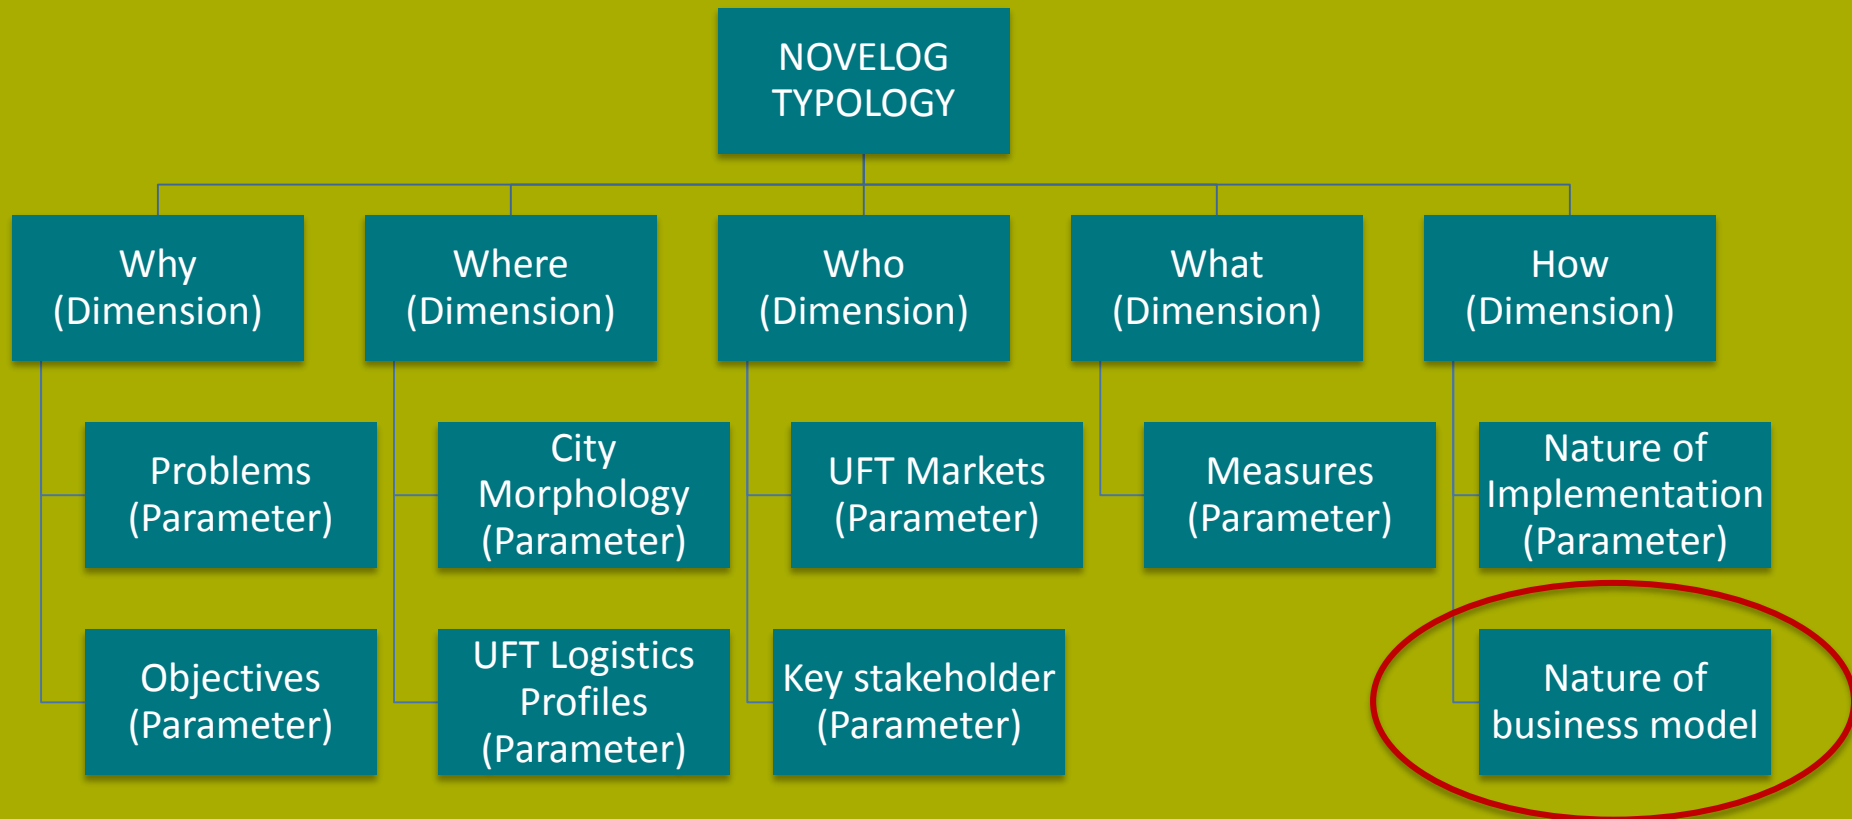 NOVELOG
TYPOLOGY
Why
(Dimension)
Where
(Dimension)
Who
(Dimension)
What
(Dimension)
How
(Dimension)
Problems
(Parameter)
City
Morphology
(Parameter)
UFT Markets
(Parameter)
Measures
(Parameter)
Nature of
Implementation
(Parameter)
Objectives
(Parameter)
UFT Logistics
Profiles
(Parameter)
Key stakeholder
(Parameter)
Nature of
business model